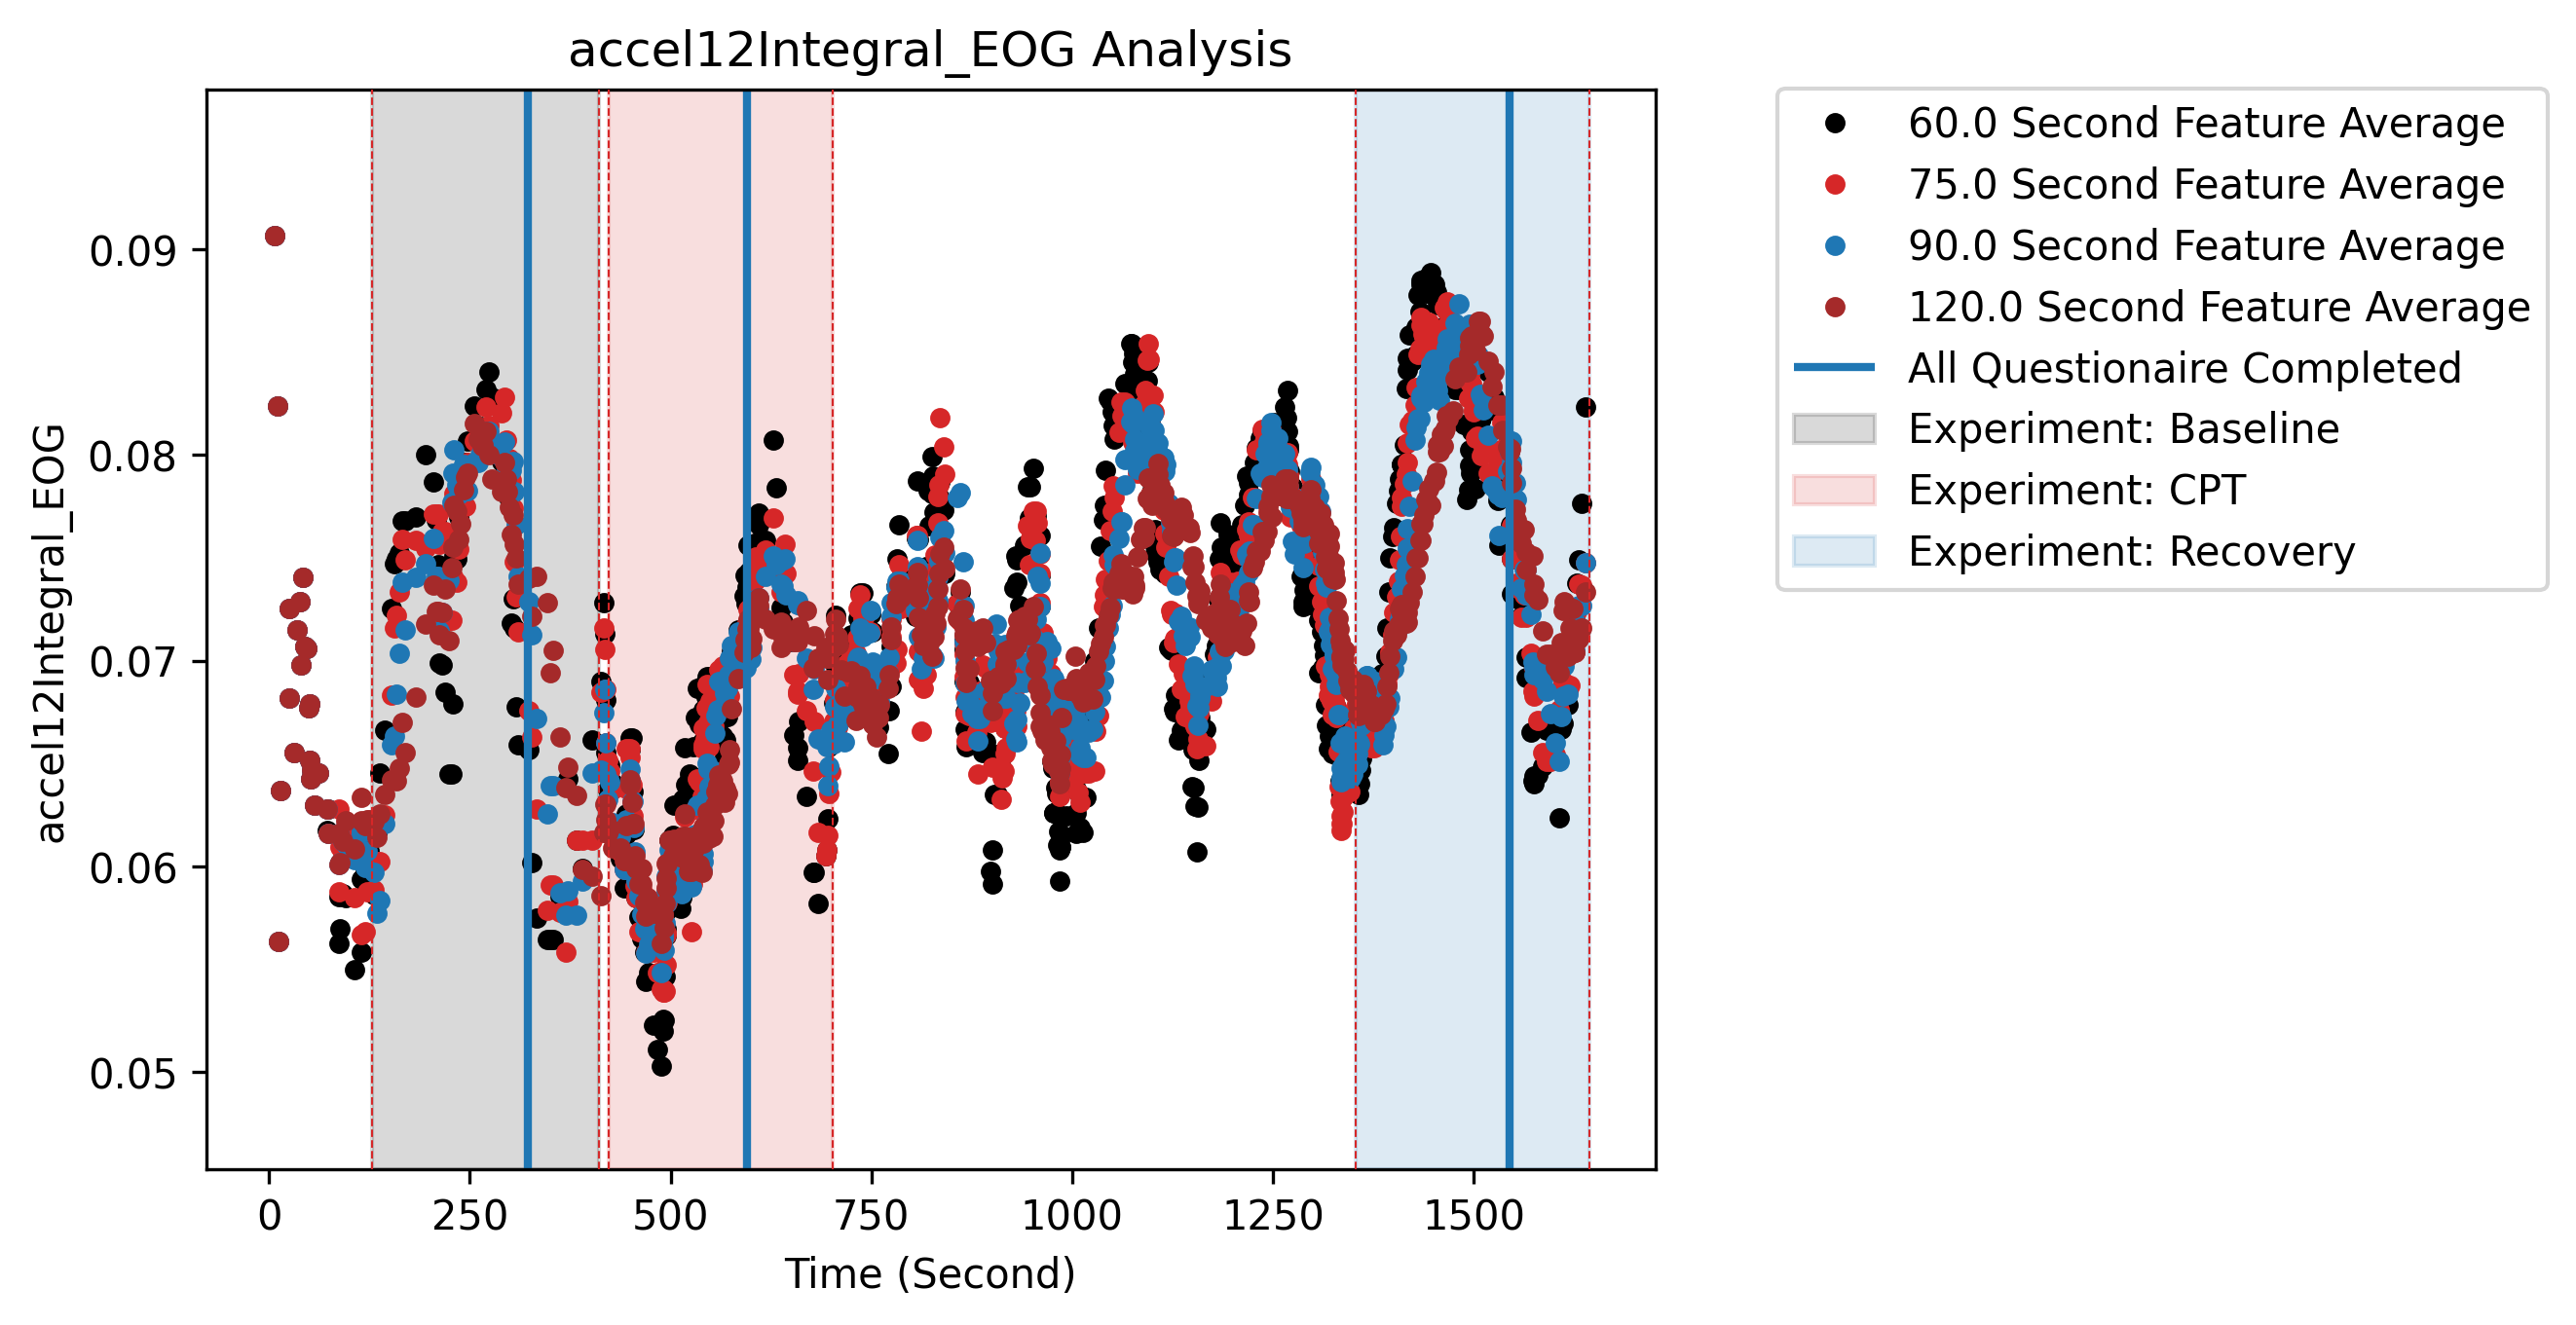 accel12Integral_EOG Analysis
accel12Integral_EOG
0.09
0.08
0.07
0.06
0.05
0 250 500 750 1000 1250 1500
Time (Second)
60.0 Second Feature Average
75.0 Second Feature Average
90.0 Second Feature Average
120.0 Second Feature Average
All Questionaire Completed
Experiment: Baseline
Experiment: CPT
Experiment: Recovery